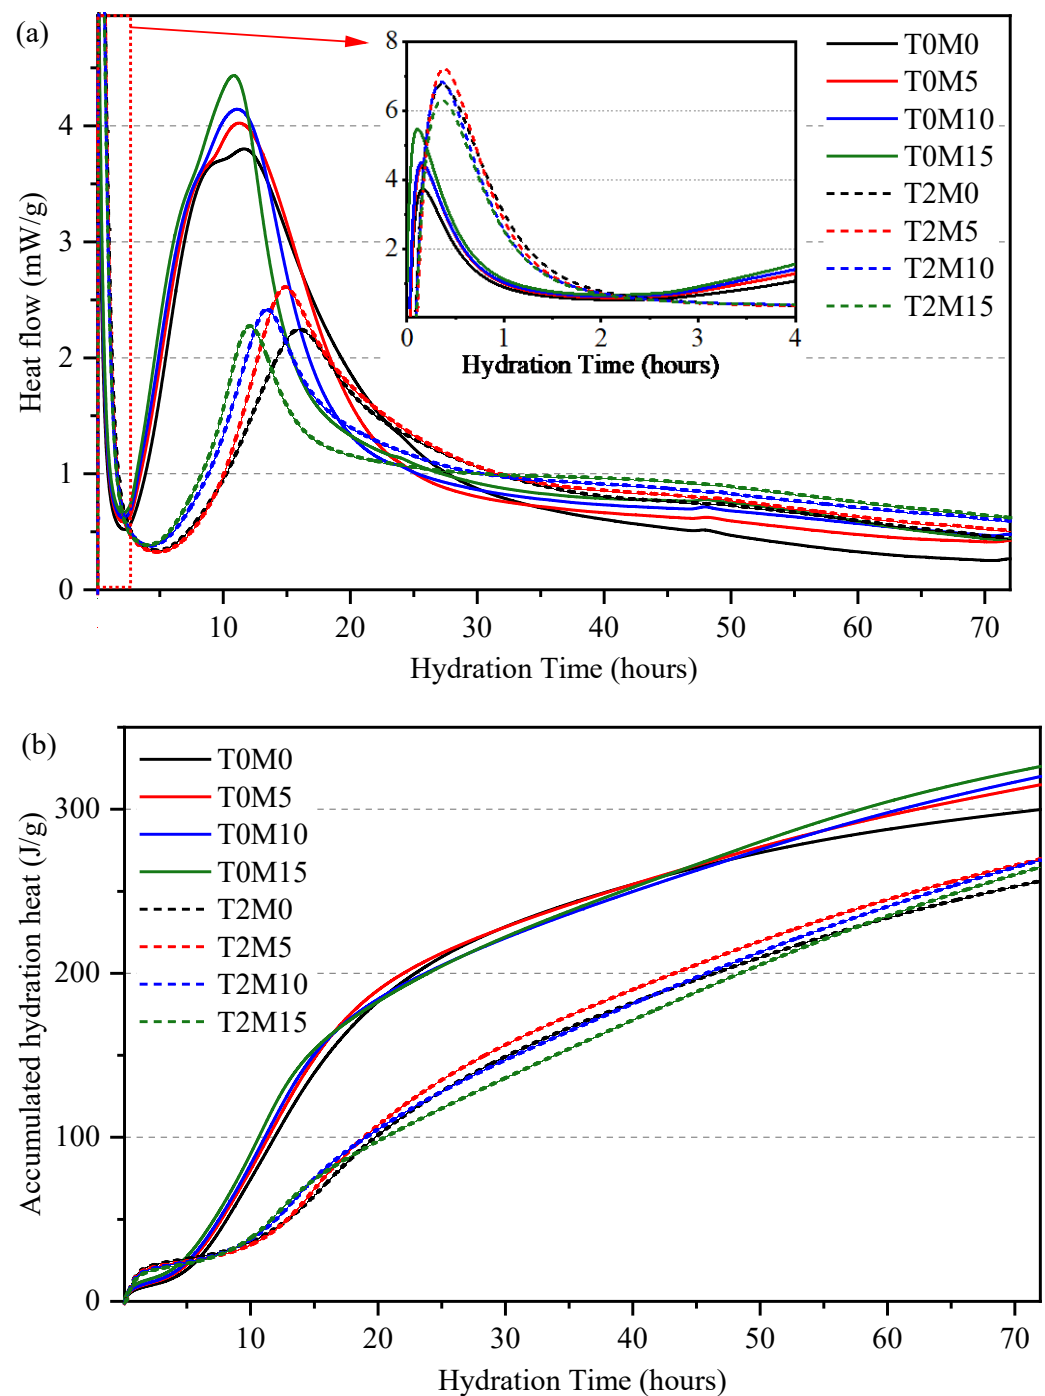 (a)
Heat flow (mW/g)
4
3
2
1
0
10 20 30 40 50 60 70
Hydration Time (hours)
8
6
4
2
0 1 2 3 4
Hydration Time (hours)
T0M0
T0M5
T0M10
T0M15
T2M0
T2M5
T2M10
T2M15
(b)
Accumulated hydration heat (J/g)
300
200
100
0
0 10 20 30 40 50 60 70
Hydration Time (hours)
T0M0
T0M5
T0M10
T0M15
T2M0
T2M5
T2M10
T2M15